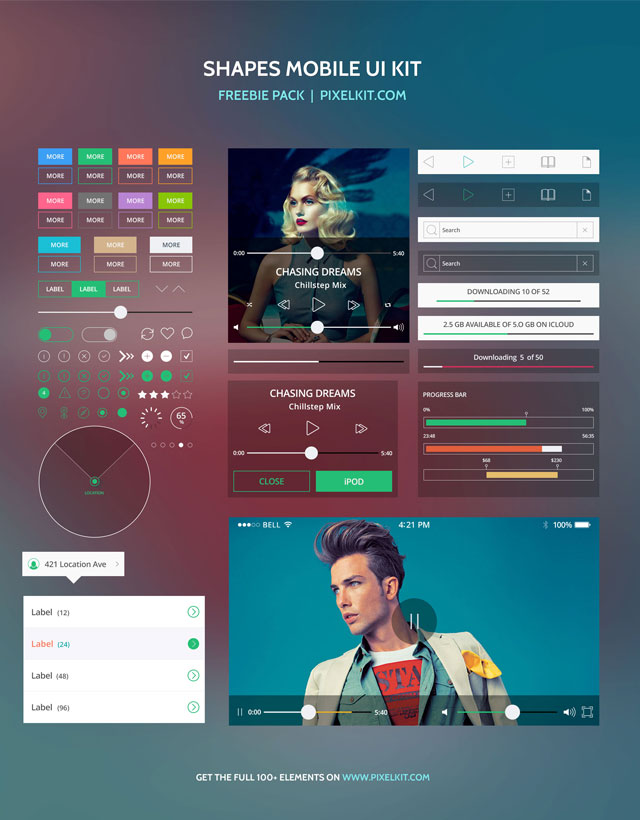 SHAPES MOBILE UI KIT
FREEBIE PACK | PIXELKIT.COM
MORE MORE MORE MORE
MORE MORE MORE MORE
MORE MORE MORE MORE
MORE MORE MORE MORE
MORE MORE MORE
MORE MORE MORE
LABEL LABEL LABEL
4
65
%
LOCATION
421 Location Ave
Label (12)
Label (24)
Label (48)
Label (96)
0:00 5:40
CHASING DREAMS
Chillstep Mix
CHASING DREAMS
Chillstep Mix
0:00 5:40
CLOSE iPOD
Search
Search
DOWNLOADING 10 OF 52
2.5 GB AVAILABLE OF 5.0 GB ON ICLOUD
Downloading 5 of 50
PROGRESS BAR
0% 100%
23:48 56:35
$68 $230
BELL 4:21 PM 100%
STA
0:00 5:40
GET THE FULL 100+ ELEMENTS ON WWW.PIXELKIT.COM